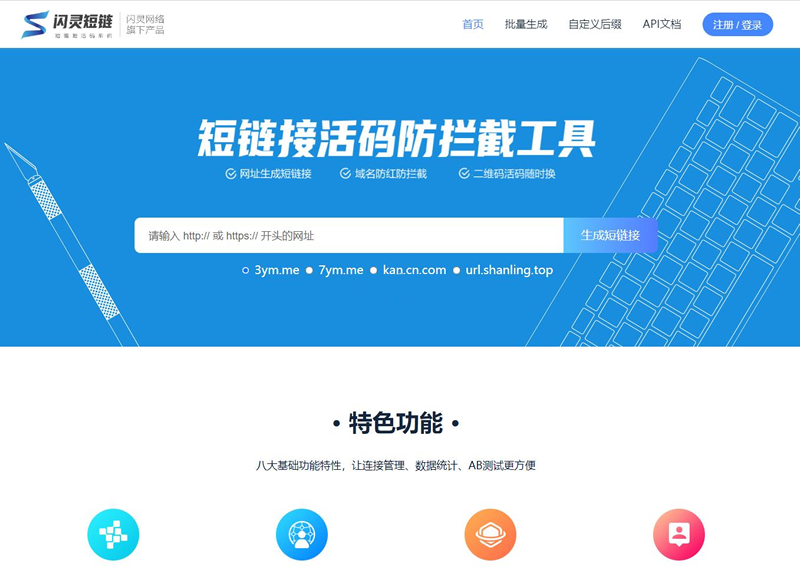 闪灵短链
短链接活码系统
闪灵网络
旗下产品
首页 批量生成 自定义后缀 API文档 注册 / 登录
短链接活码防拦截工具
网址生成短链接 域名防红防拦截 二维码活码随时换
请输入 http:// 或 https:// 开头的网址 生成短链接
3ym.me 7ym.me kan.cn.com url.shanling.top
• 特色功能 •
八大基础功能特性，让连接管理、数据统计、AB测试更方便